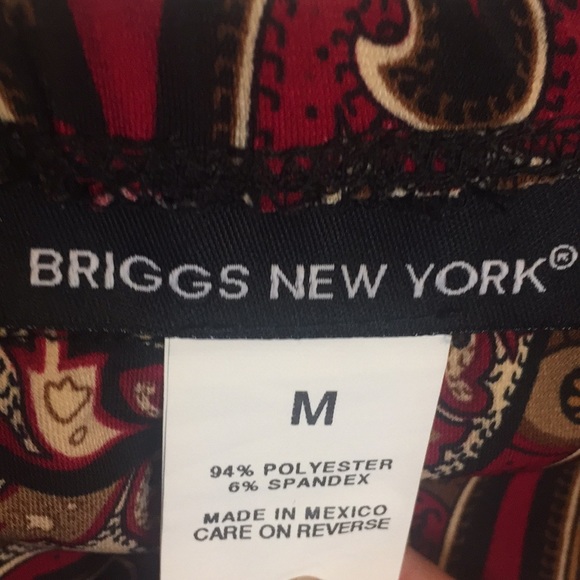 BRIGGS NEW YORK®
M
94% POLYESTER
6% SPANDEX
MADE IN MEXICO
CARE ON REVERSE